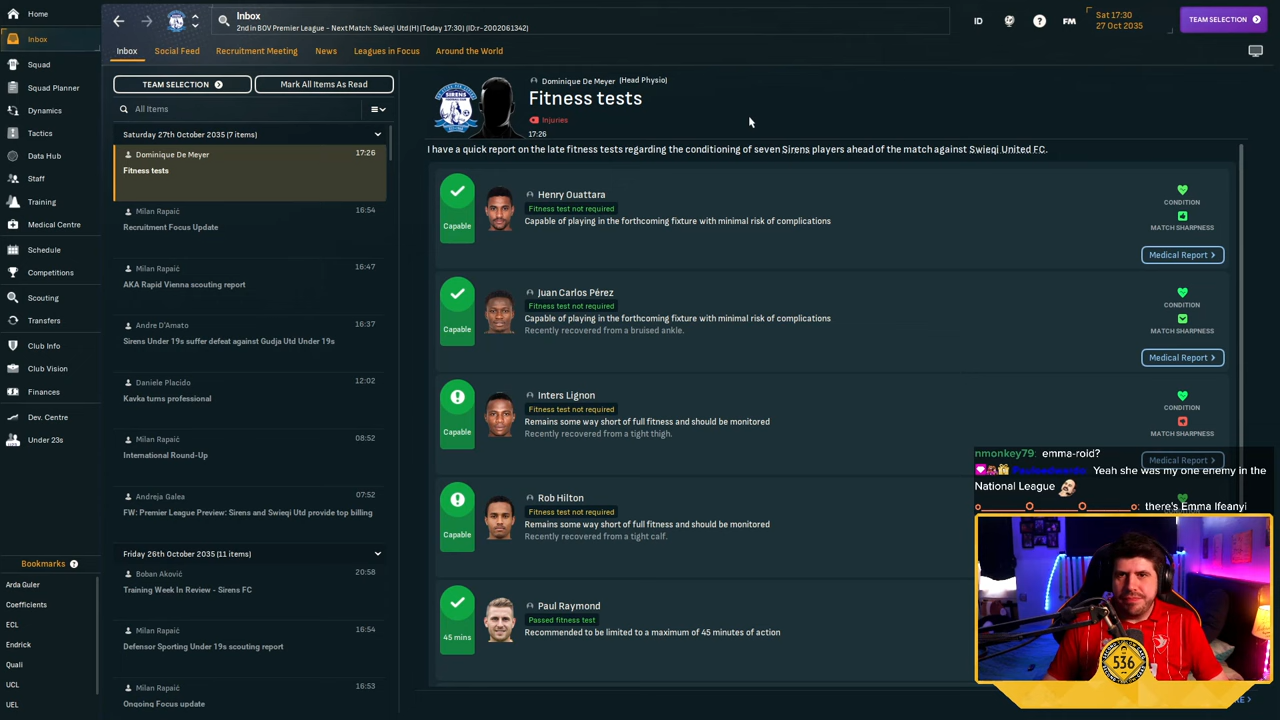 Home
Inbox
Squad
Squad Planner
Dynamics
Tactics
Data Hub
Staff
Training
Medical Centre
Schedule
Competitions
Scouting
Transfers
Club Info
Club Vision
Finances
Dev. Centre
Under 23s
Bookmarks
Arda Guler
Coefficients
ECL
Endrick
Quali
UCL
UEL
Inbox
2nd in BOV Premier League - Next Match: Swieqi Utd (H) (Today 17:30) (ID:r-2002061342)
ID
FM
Sat 17:30
27 Oct 2035
TEAM SELECTION
Inbox
Social Feed
Recruitment Meeting
News
Leagues in Focus
Around the World
TEAM SELECTION
Mark All Items As Read
All Items
Saturday 27th October 2035 (7 items)
Dominique De Meyer 17:26
Fitness tests
Milan Rapaić 16:54
Recruitment Focus Update
Milan Rapaić 16:47
AKA Rapid Vienna scouting report
Andre D'Amato 16:37
Sirens Under 19s suffer defeat against Gudja Utd Under 19s
Daniele Placido 12:02
Kavka turns professional
Milan Rapaić 08:52
International Round-Up
Andreja Galea 07:52
FW: Premier League Preview: Sirens and Swieqi Utd provide top billing
Friday 26th October 2035 (11 items)
Boban Aković 20:58
Training Week In Review - Sirens FC
Milan Rapaić 16:54
Defensor Sporting Under 19s scouting report
Milan Rapaić 16:53
Ongoing Focus update
SIRENS
Dominique De Meyer (Head Physio)
Fitness tests
Injuries
17:26
I have a quick report on the late fitness tests regarding the conditioning of seven Sirens players ahead of the match against Swieqi United FC.
Capable
Henry Ouattara
Fitness test not required
Capable of playing in the forthcoming fixture with minimal risk of complications
CONDITION
MATCH SHARPNESS
Medical Report
Capable
Juan Carlos Pérez
Fitness test not required
Capable of playing in the forthcoming fixture with minimal risk of complications
Recently recovered from a bruised ankle.
CONDITION
MATCH SHARPNESS
Medical Report
Capable
Inters Lignon
Fitness test not required
Remains some way short of full fitness and should be monitored
Recently recovered from a tight thigh.
CONDITION
MATCH SHARPNESS
Medical Report
Capable
Rob Hilton
Fitness test not required
Remains some way short of full fitness and should be monitored
Recently recovered from a tight calf.
45 mins
Paul Raymond
Passed fitness test
Recommended to be limited to a maximum of 45 minutes of action
nmonkey79: emma-roid?
Yeah she was my one enemy in the
National League
o_______O_______O_______o: there's Emma Ifeanyi
536